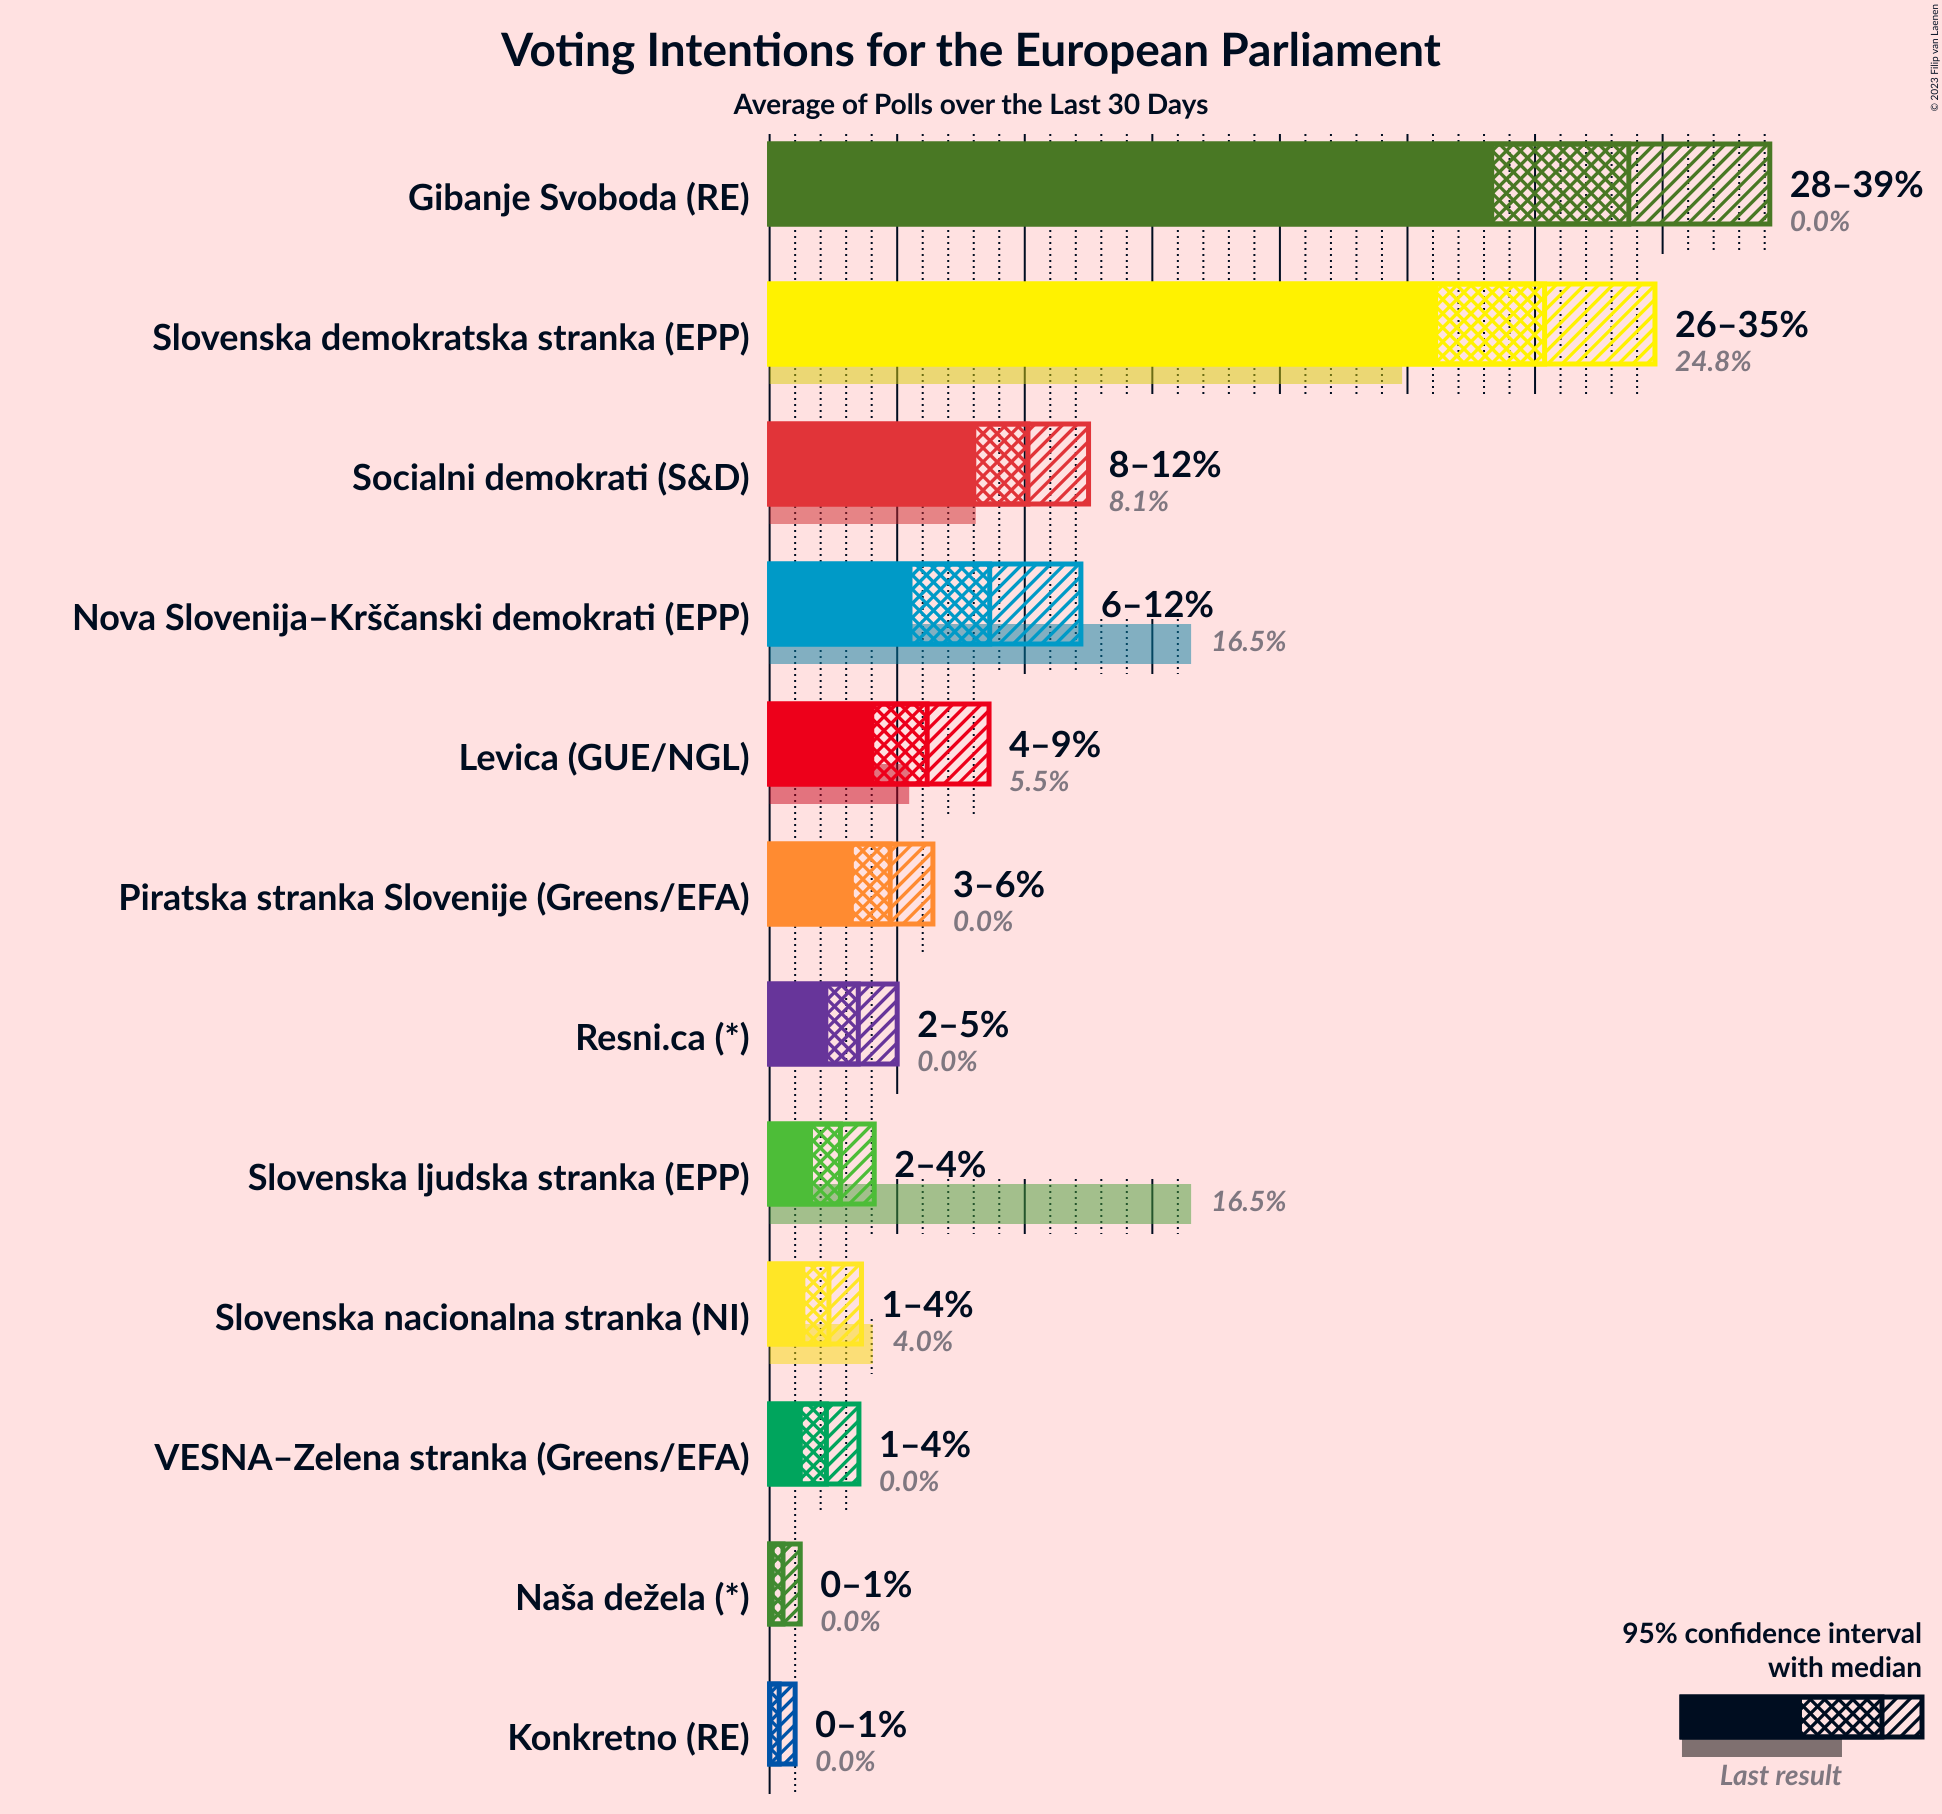 Voting Intentions for the European Parliament
Average of Polls over the Last 30 Days
© 2023 Filip van Laenen
Gibanje Svoboda (RE)
28–39%
0.0%
Slovenska demokratska stranka (EPP)
26–35%
24.8%
Socialni demokrati (S&D)
8–12%
8.1%
Nova Slovenija–Krščanski demokrati (EPP)
6–12%
16.5%
Levica (GUE/NGL)
4–9%
5.5%
Piratska stranka Slovenije (Greens/EFA)
3–6%
0.0%
Resni.ca (*)
2–5%
0.0%
Slovenska ljudska stranka (EPP)
2–4%
16.5%
Slovenska nacionalna stranka (NI)
1–4%
4.0%
VESNA–Zelena stranka (Greens/EFA)
1–4%
0.0%
Naša dežela (*)
0–1%
0.0%
Konkretno (RE)
0–1%
0.0%
95% confidence interval
with median
Last result